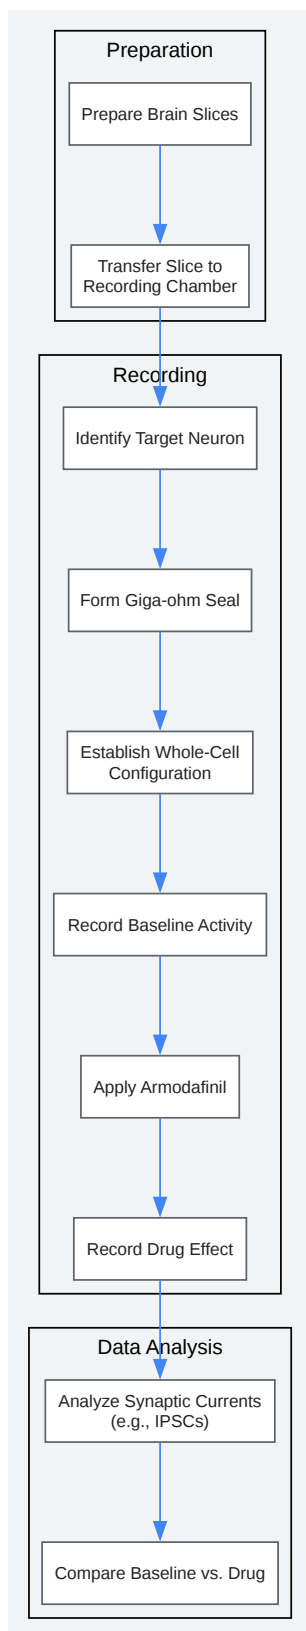 Preparation
Prepare Brain Slices
Transfer Slice to
Recording Chamber
Recording
Identify Target Neuron
Form Giga-ohm Seal
Establish Whole-Cell
Configuration
Record Baseline Activity
Apply Armodafinil
Record Drug Effect
Data Analysis
Analyze Synaptic Currents
(e.g., IPSCs)
Compare Baseline vs. Drug